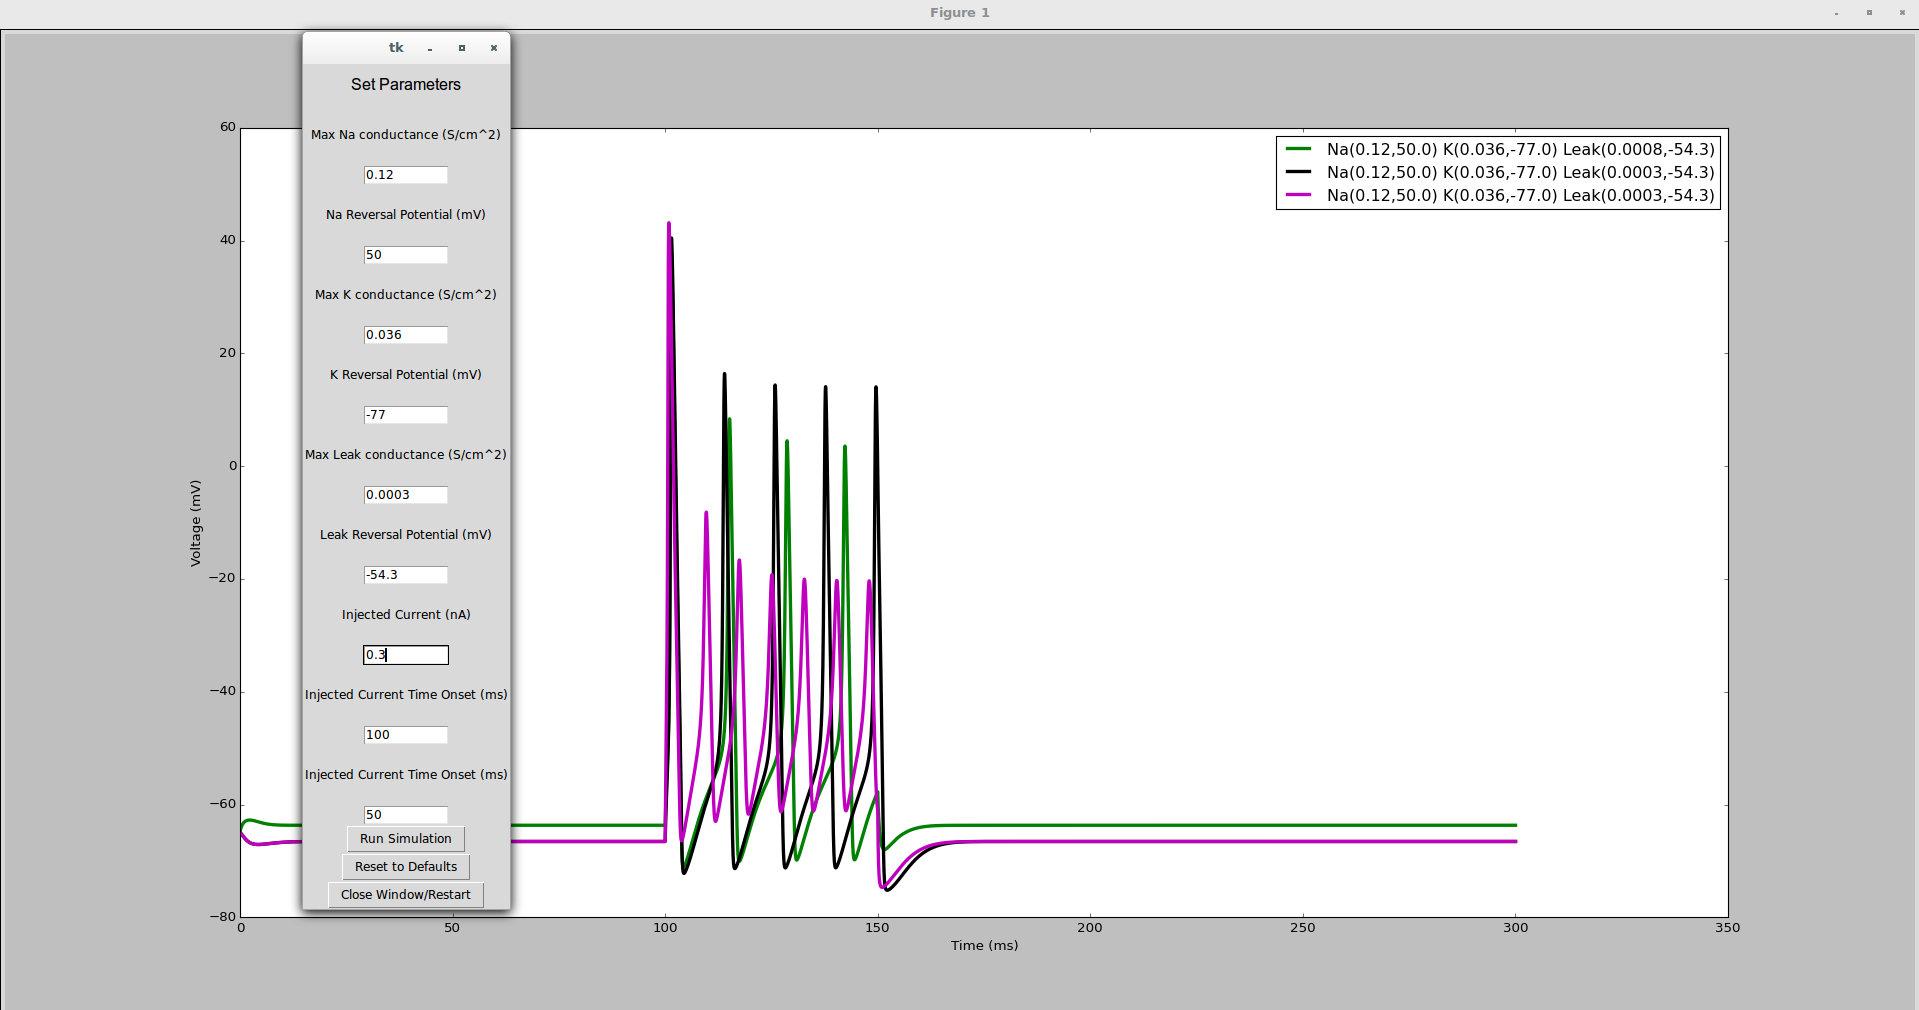 Figure 1
tk
Set Parameters
Max Na conductance (S/cm^2)
0.12
Na Reversal Potential (mV)
50
Max K conductance (S/cm^2)
0.036
K Reversal Potential (mV)
-77
Max Leak conductance (S/cm^2)
0.0003
Leak Reversal Potential (mV)
-54.3
Injected Current (nA)
0.3
Injected Current Time Onset (ms)
100
Injected Current Time Onset (ms)
50
Run Simulation
Reset to Defaults
Close Window/Restart
Na(0.12,50.0) K(0.036,-77.0) Leak(0.0008,-54.3)
Na(0.12,50.0) K(0.036,-77.0) Leak(0.0003,-54.3)
Na(0.12,50.0) K(0.036,-77.0) Leak(0.0003,-54.3)
60
40
20
0
−20
−40
−60
−80
Voltage (mV)
0
50
100
150
200
250
300
350
Time (ms)